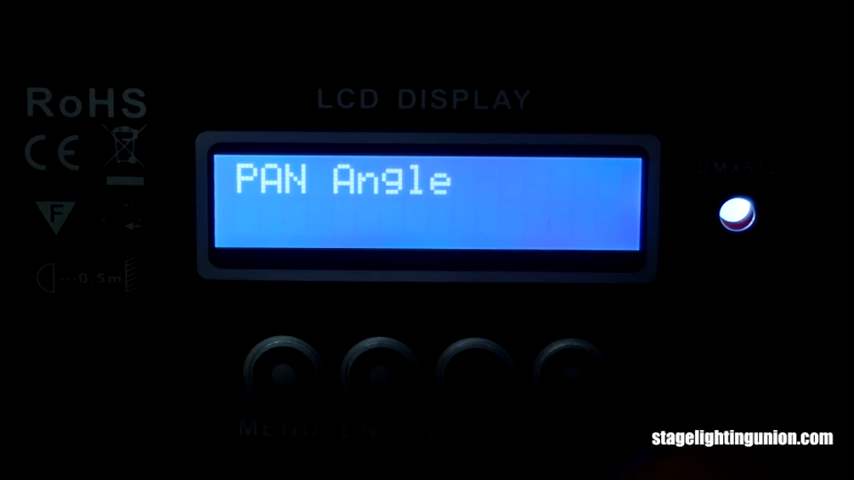 RoHS
LCD DISPLAY
CE
PAN Angle
DMX512
F
0.5m
MENU ENTER
stagelightingunion.com